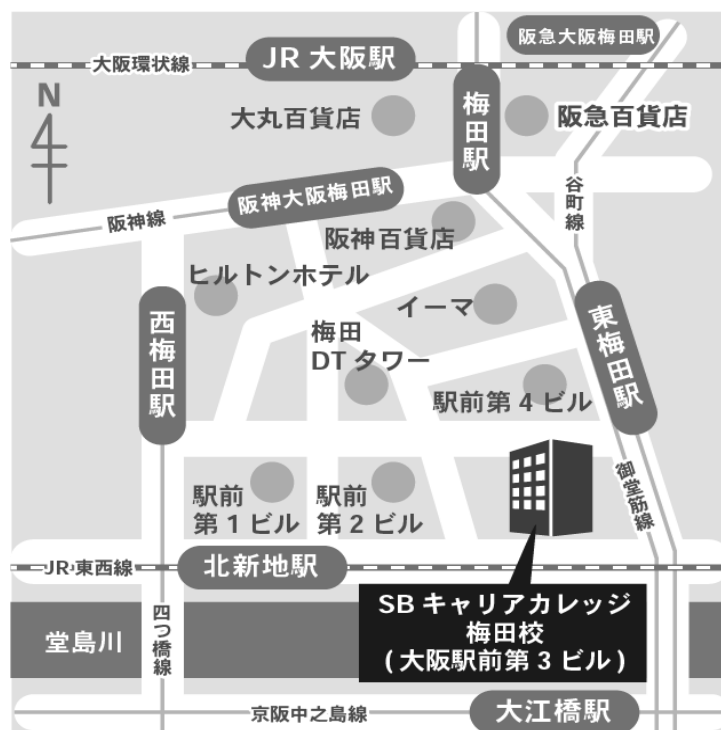 阪急大阪梅田駅
JR 大阪駅
大阪環状線
N
大丸百貨店
梅田駅
阪急百貨店
谷町線
阪神大阪梅田駅
阪神線
阪神百貨店
ヒルトンホテル
イーマ
西梅田駅
梅田
DT タワー
東梅田駅
駅前第 4 ビル
御堂筋線
駅前
第 1 ビル
駅前
第 2 ビル
JR 東西線
北新地駅
SB キャリアカレッジ
梅田校
( 大阪駅前第 3 ビル )
堂島川
四つ橋線
京阪中之島線
大江橋駅